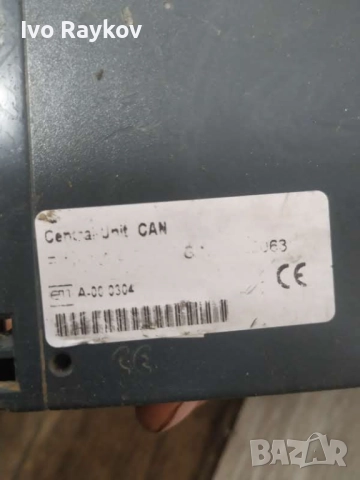 Ivo Raykov
Central Unit CAN
063
CE
A-00 0304
BAZAR